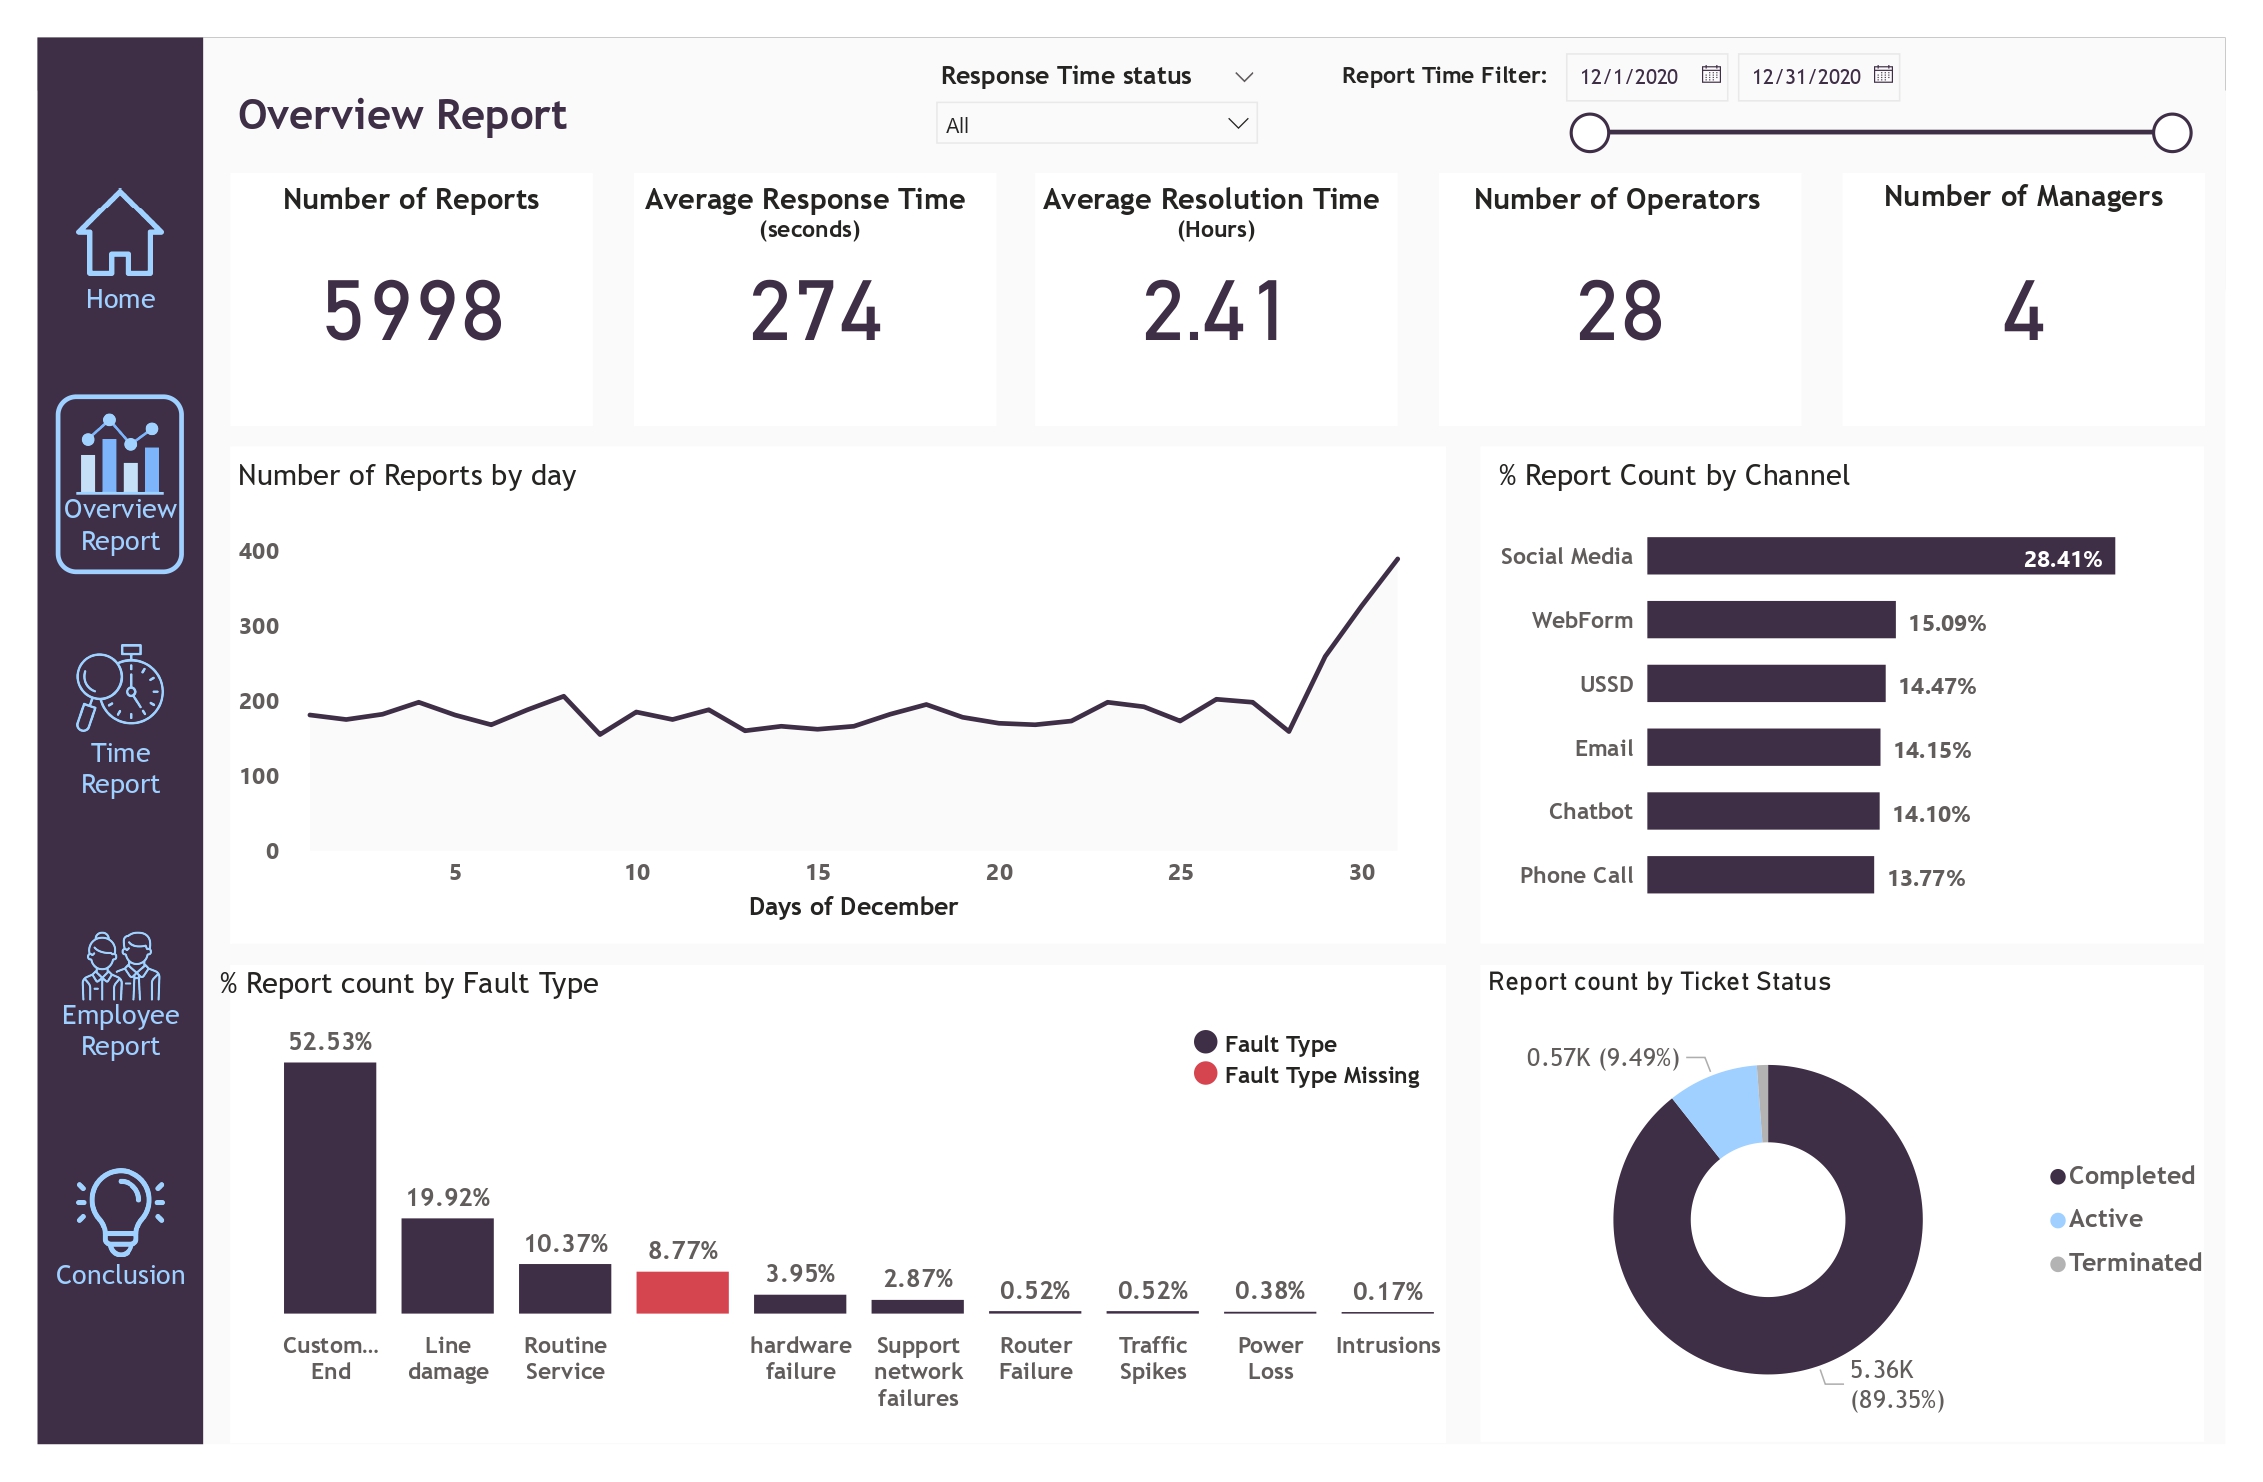 Overview Report
Response Time status
All
Report Time Filter:
12/1/2020
12/31/2020
Home
Overview
Report
Time
Report
Employee
Report
Conclusion
Number of Reports
5998
Average Response Time
(seconds)
274
Average Resolution Time
(Hours)
2.41
Number of Operators
28
Number of Managers
4
Number of Reports by day
400
300
200
100
0
5 10 15 20 25 30
Days of December
% Report Count by Channel
Social Media 28.41%
WebForm 15.09%
USSD 14.47%
Email 14.15%
Chatbot 14.10%
Phone Call 13.77%
% Report count by Fault Type
Fault Type
Fault Type Missing
52.53%
19.92%
10.37%
8.77%
3.95%
2.87%
0.52%
0.52%
0.38%
0.17%
Custom...
End
Line
damage
Routine
Service
hardware
failure
Support
network
failures
Router
Failure
Traffic
Spikes
Power
Loss
Intrusions
Report count by Ticket Status
0.57K (9.49%)
5.36K
(89.35%)
Completed
Active
Terminated